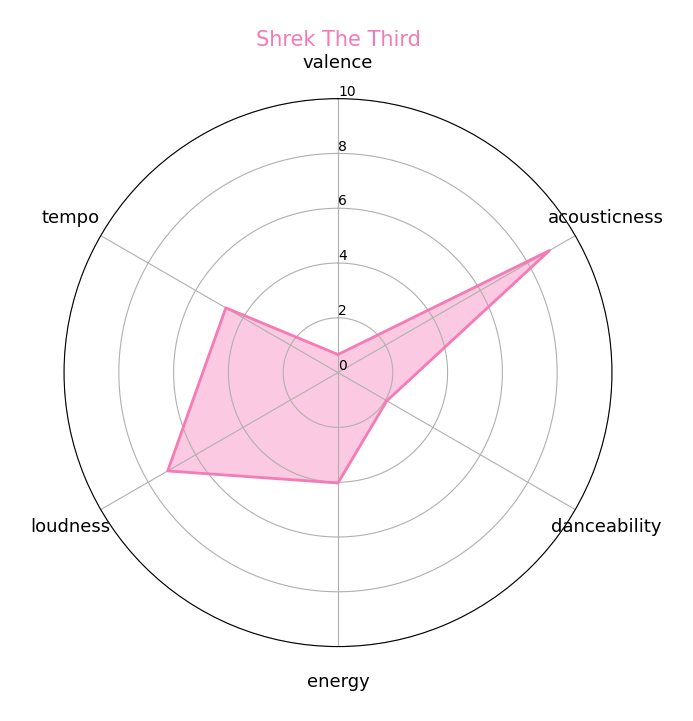 Shrek The Third
valence
10
8
tempo
acousticness
6
4
2
0
loudness
danceability
energy